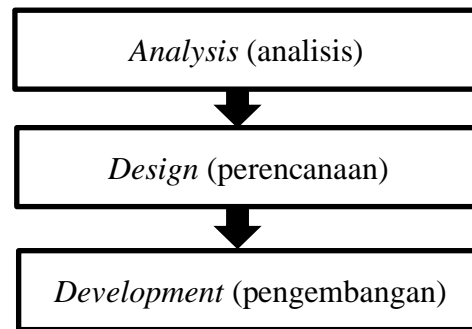 Analysis (analisis)
Design (perencanaan)
Development (pengembangan)